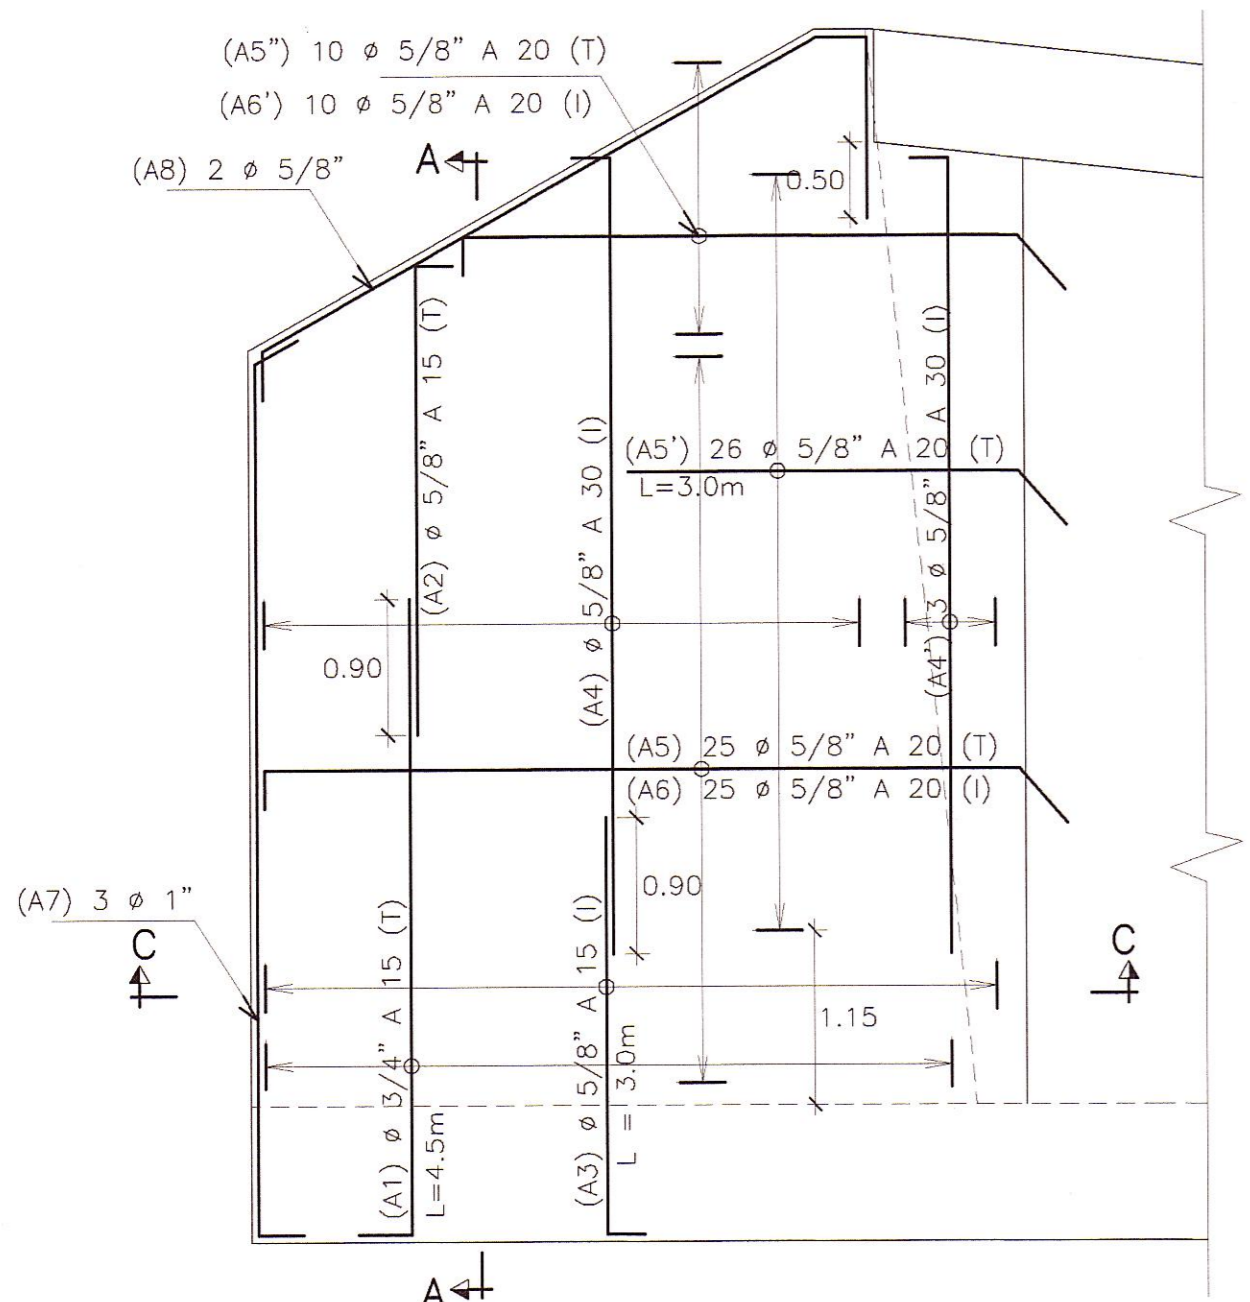 (A5") 10 ø 5/8" A 20 (T)
(A6') 10 ø 5/8" A 20 (I)
(A8) 2 ø 5/8"
A
0.50
(A2) ø 5/8" A 15 (T)
(A4) ø 5/8" A 30 (I)
(A4') 3 ø 5/8" A 30 (I)
(A5') 26 ø 5/8" A 20 (T)
L=3.0m
0.90
(A5) 25 ø 5/8" A 20 (T)
(A6) 25 ø 5/8" A 20 (I)
0.90
(A7) 3 ø 1"
C
C
1.15
(A1) ø 3/4" A 15 (T)
L=4.5m
(A3) ø 5/8" A 15 (I)
L = 3.0m
A